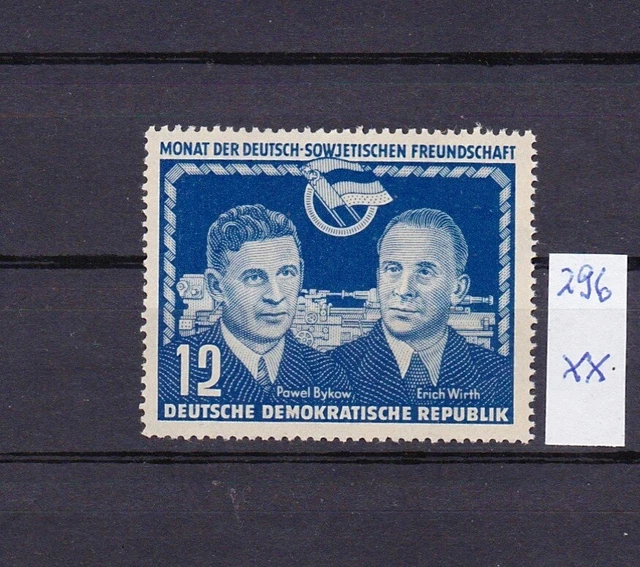 MONAT DER DEUTSCH-SOWJETISCHEN FREUNDSCHAFT
12
Pawel Bykow
Erich Wirth
DEUTSCHE DEMOKRATISCHE REPUBLIK
296
XX.